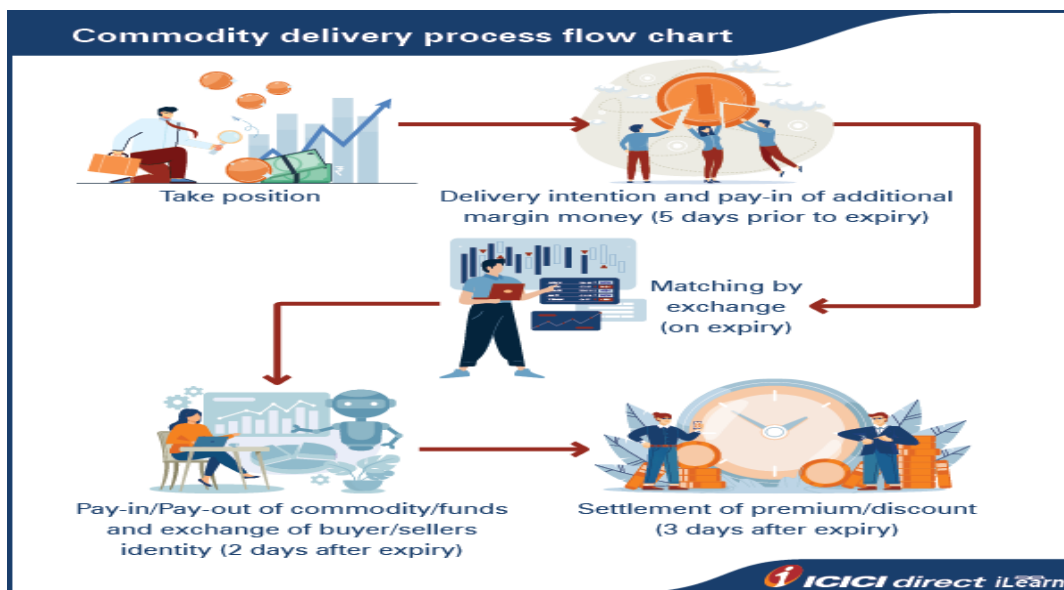 Commodity delivery process flow chart
Take position
Delivery intention and pay-in of additional
margin money (5 days prior to expiry)
Matching by
exchange
(on expiry)
Pay-in/Pay-out of commodity/funds
and exchange of buyer/sellers
identity (2 days after expiry)
Settlement of premium/discount
(3 days after expiry)
ICICI direct iLearn